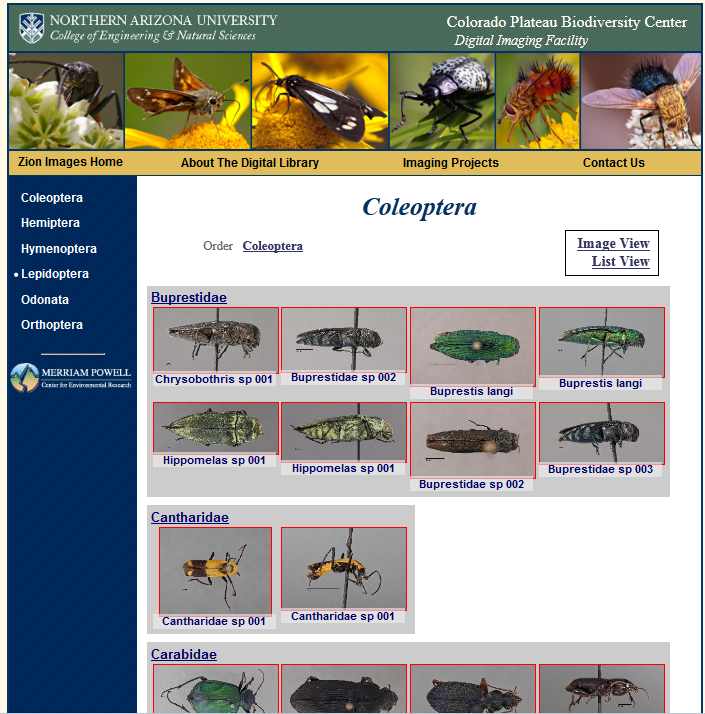 NORTHERN ARIZONA UNIVERSITY
College of Engineering & Natural Sciences
Colorado Plateau Biodiversity Center
Digital Imaging Facility
Zion Images Home
About The Digital Library
Imaging Projects
Contact Us
Coleoptera
Hemiptera
Hymenoptera
Lepidoptera
Odonata
Orthoptera
MERRIAM POWELL
Center for Environmental Research
Coleoptera
Order Coleoptera
Image View
List View
Buprestidae
Chrysobothris sp 001
Buprestidae sp 002
Buprestis langi
Buprestis langi
Hippomelas sp 001
Hippomelas sp 001
Buprestidae sp 002
Buprestidae sp 003
Cantharidae
Cantharidae sp 001
Cantharidae sp 001
Carabidae